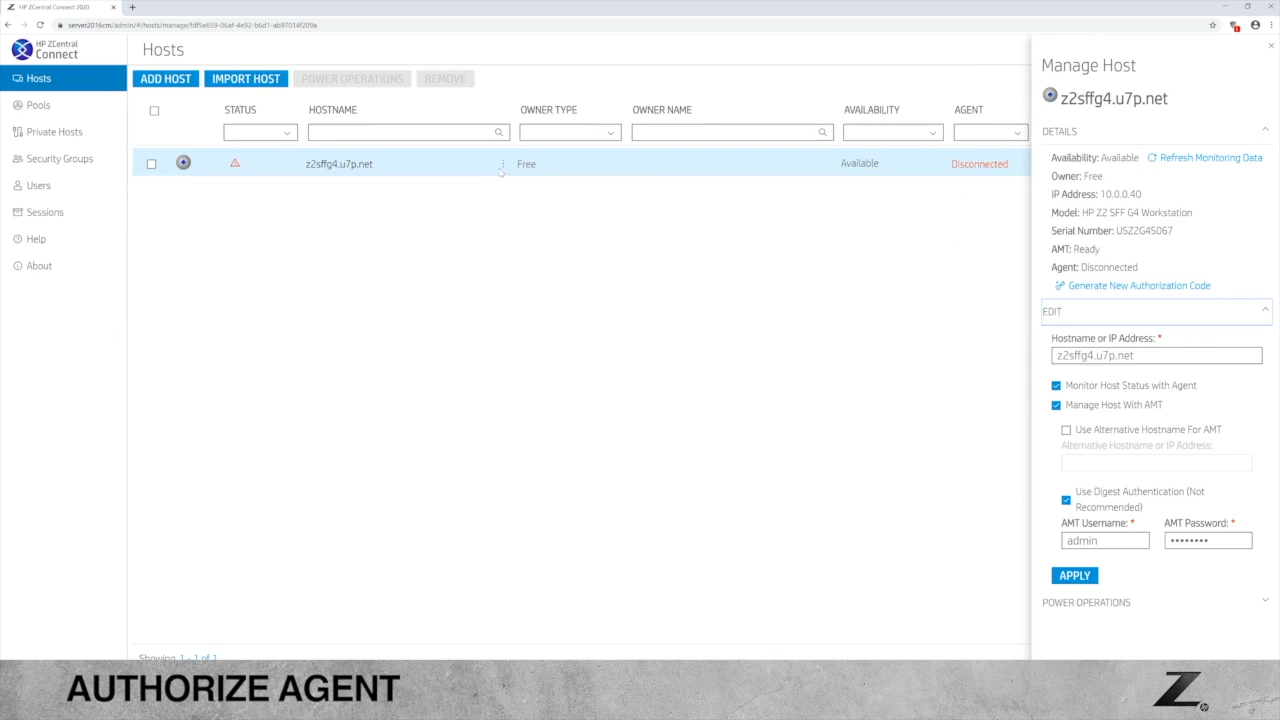 HP ZCentral Connect 2020
server2016cm/admin/#/hosts/manage/fdf5e659-06af-4e92-b6d1-ab97014f209a
HP ZCentral
Connect
Hosts
Pools
Private Hosts
Security Groups
Users
Sessions
Help
About
Hosts
ADD HOST IMPORT HOST POWER OPERATIONS REMOVE
STATUS HOSTNAME OWNER TYPE OWNER NAME AVAILABILITY AGENT
z2sffg4.u7p.net Free Available Disconnected
Showing 1 - 1 of 1
Manage Host
z2sffg4.u7p.net
DETAILS
Availability: Available Refresh Monitoring Data
Owner: Free
IP Address: 10.0.0.40
Model: HP Z2 SFF G4 Workstation
Serial Number: USZ2G4S067
AMT: Ready
Agent: Disconnected
Generate New Authorization Code
EDIT
Hostname or IP Address: *
z2sffg4.u7p.net
Monitor Host Status with Agent
Manage Host With AMT
Use Alternative Hostname For AMT
Alternative Hostname or IP Address:
Use Digest Authentication (Not
Recommended)
AMT Username: * AMT Password: *
admin ••••••••
APPLY
POWER OPERATIONS
AUTHORIZE AGENT
Z hp